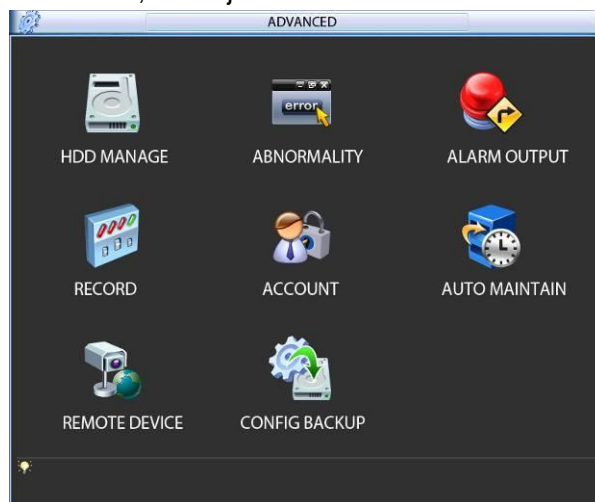 ADVANCED
error
HDD MANAGE ABNORMALITY ALARM OUTPUT
RECORD ACCOUNT AUTO MAINTAIN
REMOTE DEVICE CONFIG BACKUP